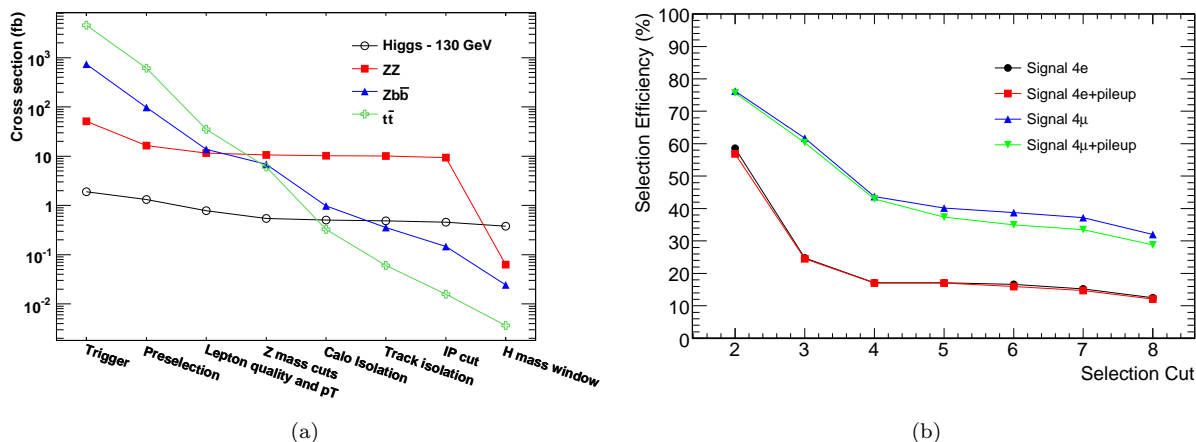 Cross section (fb)
10³
10²
10
1
10⁻¹
10⁻²
Higgs - 130 GeV
ZZ
Zbb̅
tt̅
Trigger
Preselection
Lepton quality and pT
Z mass cuts
Calo Isolation
Track isolation
IP cut
H mass window
(a)
Selection Efficiency (%)
100
90
80
70
60
50
40
30
20
10
0
Signal 4e
Signal 4e+pileup
Signal 4μ
Signal 4μ+pileup
2 3 4 5 6 7 8
Selection Cut
(b)